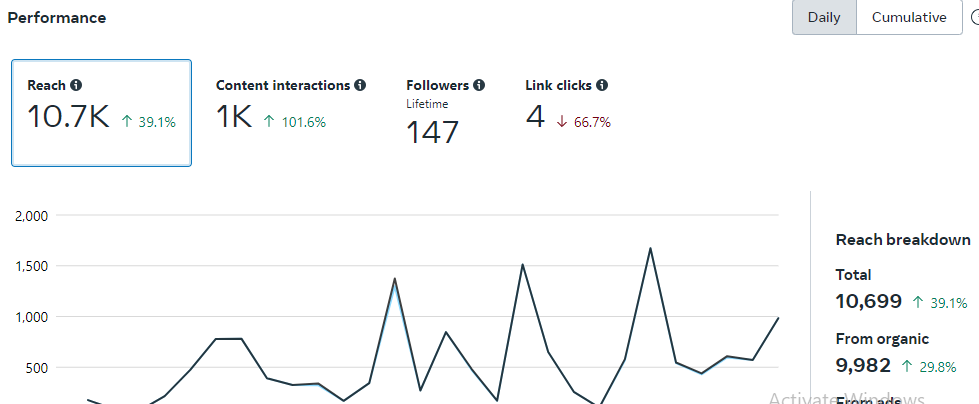 Performance
Daily Cumulative
Reach Content interactions Followers Link clicks
Lifetime
10.7K ↑ 39.1% 1K ↑ 101.6% 147 4 ↓ 66.7%
2,000
1,500
1,000
500
Reach breakdown
Total
10,699 ↑ 39.1%
From organic
9,982 ↑ 29.8%
From ads
Activate Windows